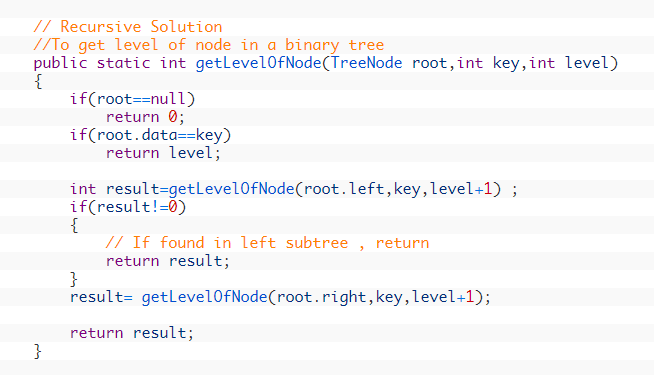 // Recursive Solution
//To get level of node in a binary tree
public static int getLevelOfNode(TreeNode root,int key,int level)
{
    if(root==null)
        return 0;
    if(root.data==key)
        return level;

    int result=getLevelOfNode(root.left,key,level+1) ;
    if(result!=0)
    {
        // If found in left subtree , return
        return result;
    }
    result= getLevelOfNode(root.right,key,level+1);

    return result;
}